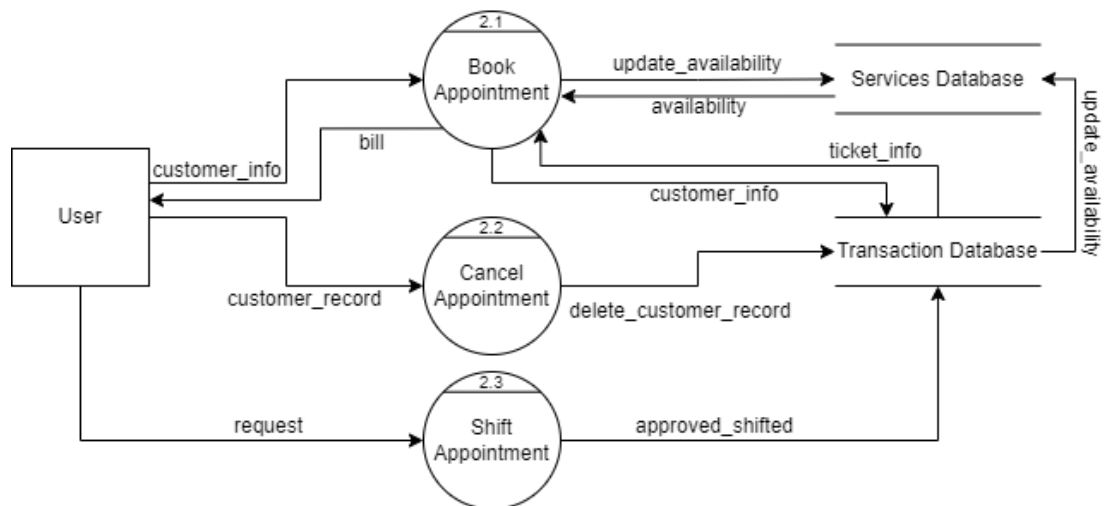 2.1
Book
Appointment
update_availability
Services Database
availability
update_availability
bill
customer_info
ticket_info
customer_info
User
2.2
Cancel
Appointment
Transaction Database
customer_record
delete_customer_record
2.3
Shift
Appointment
request
approved_shifted